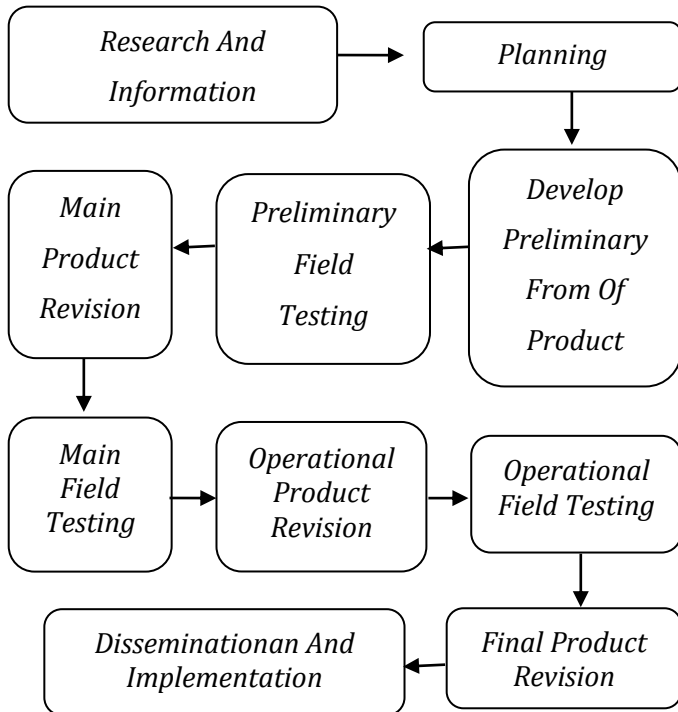 Research And
Information
Planning
Develop
Preliminary
From Of
Product
Preliminary
Field
Testing
Main
Product
Revision
Main
Field
Testing
Operational
Product
Revision
Operational
Field Testing
Final Product
Revision
Disseminationan And
Implementation